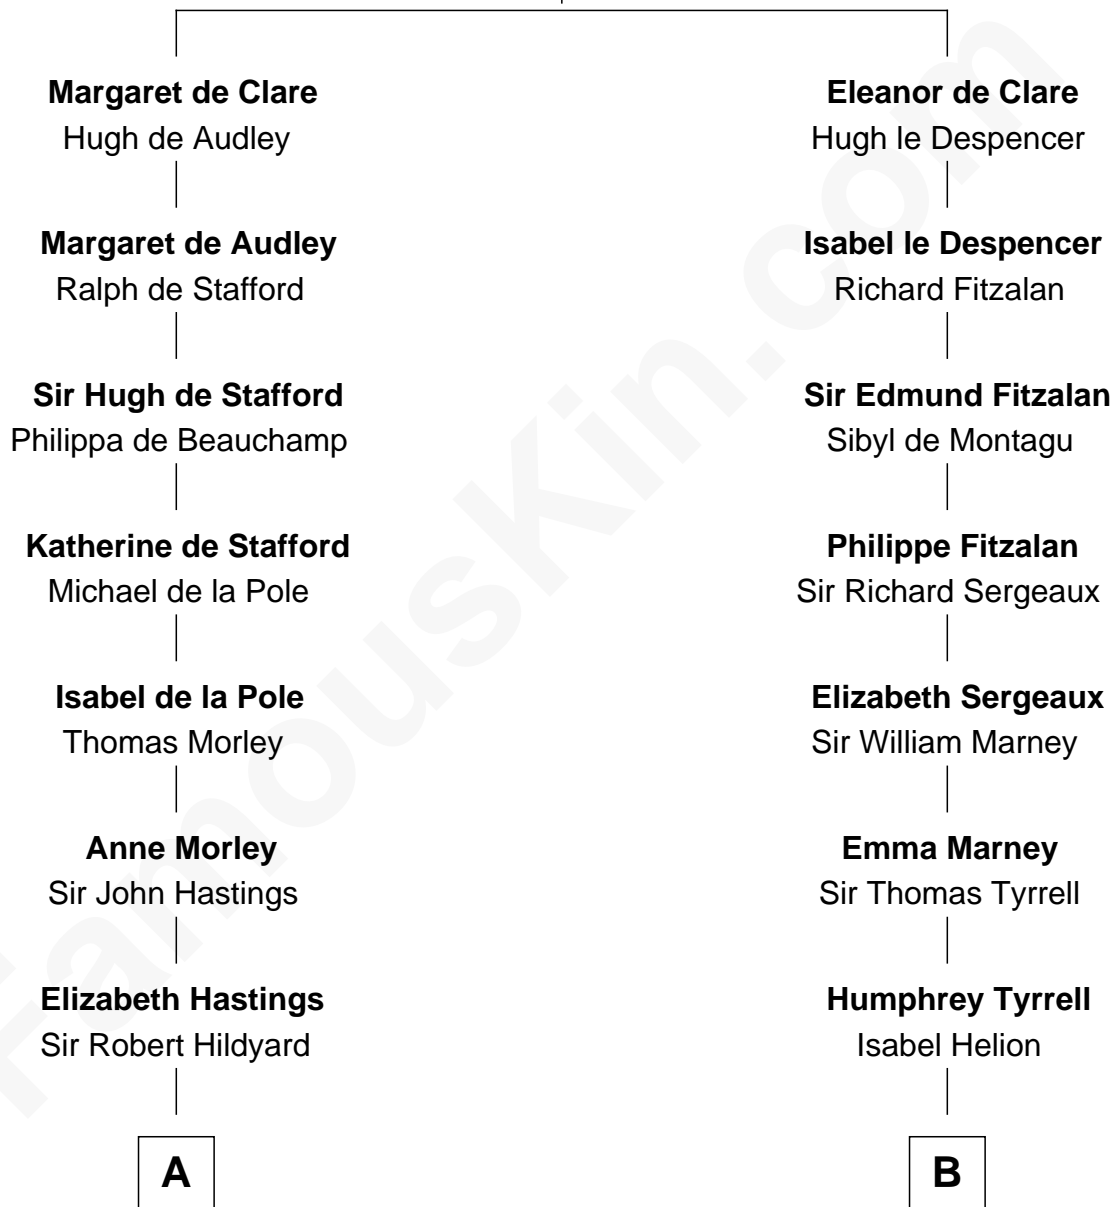 Margaret de Clare
Hugh de Audley
Margaret de Audley
Ralph de Stafford
Sir Hugh de Stafford
Philippa de Beauchamp
Katherine de Stafford
Michael de la Pole
Isabel de la Pole
Thomas Morley
Anne Morley
Sir John Hastings
Elizabeth Hastings
Sir Robert Hildyard
A
Eleanor de Clare
Hugh le Despencer
Isabel le Despencer
Richard Fitzalan
Sir Edmund Fitzalan
Sibyl de Montagu
Philippe Fitzalan
Sir Richard Sergeaux
Elizabeth Sergeaux
Sir William Marney
Emma Marney
Sir Thomas Tyrrell
Humphrey Tyrrell
Isabel Helion
B
FamousKin.com